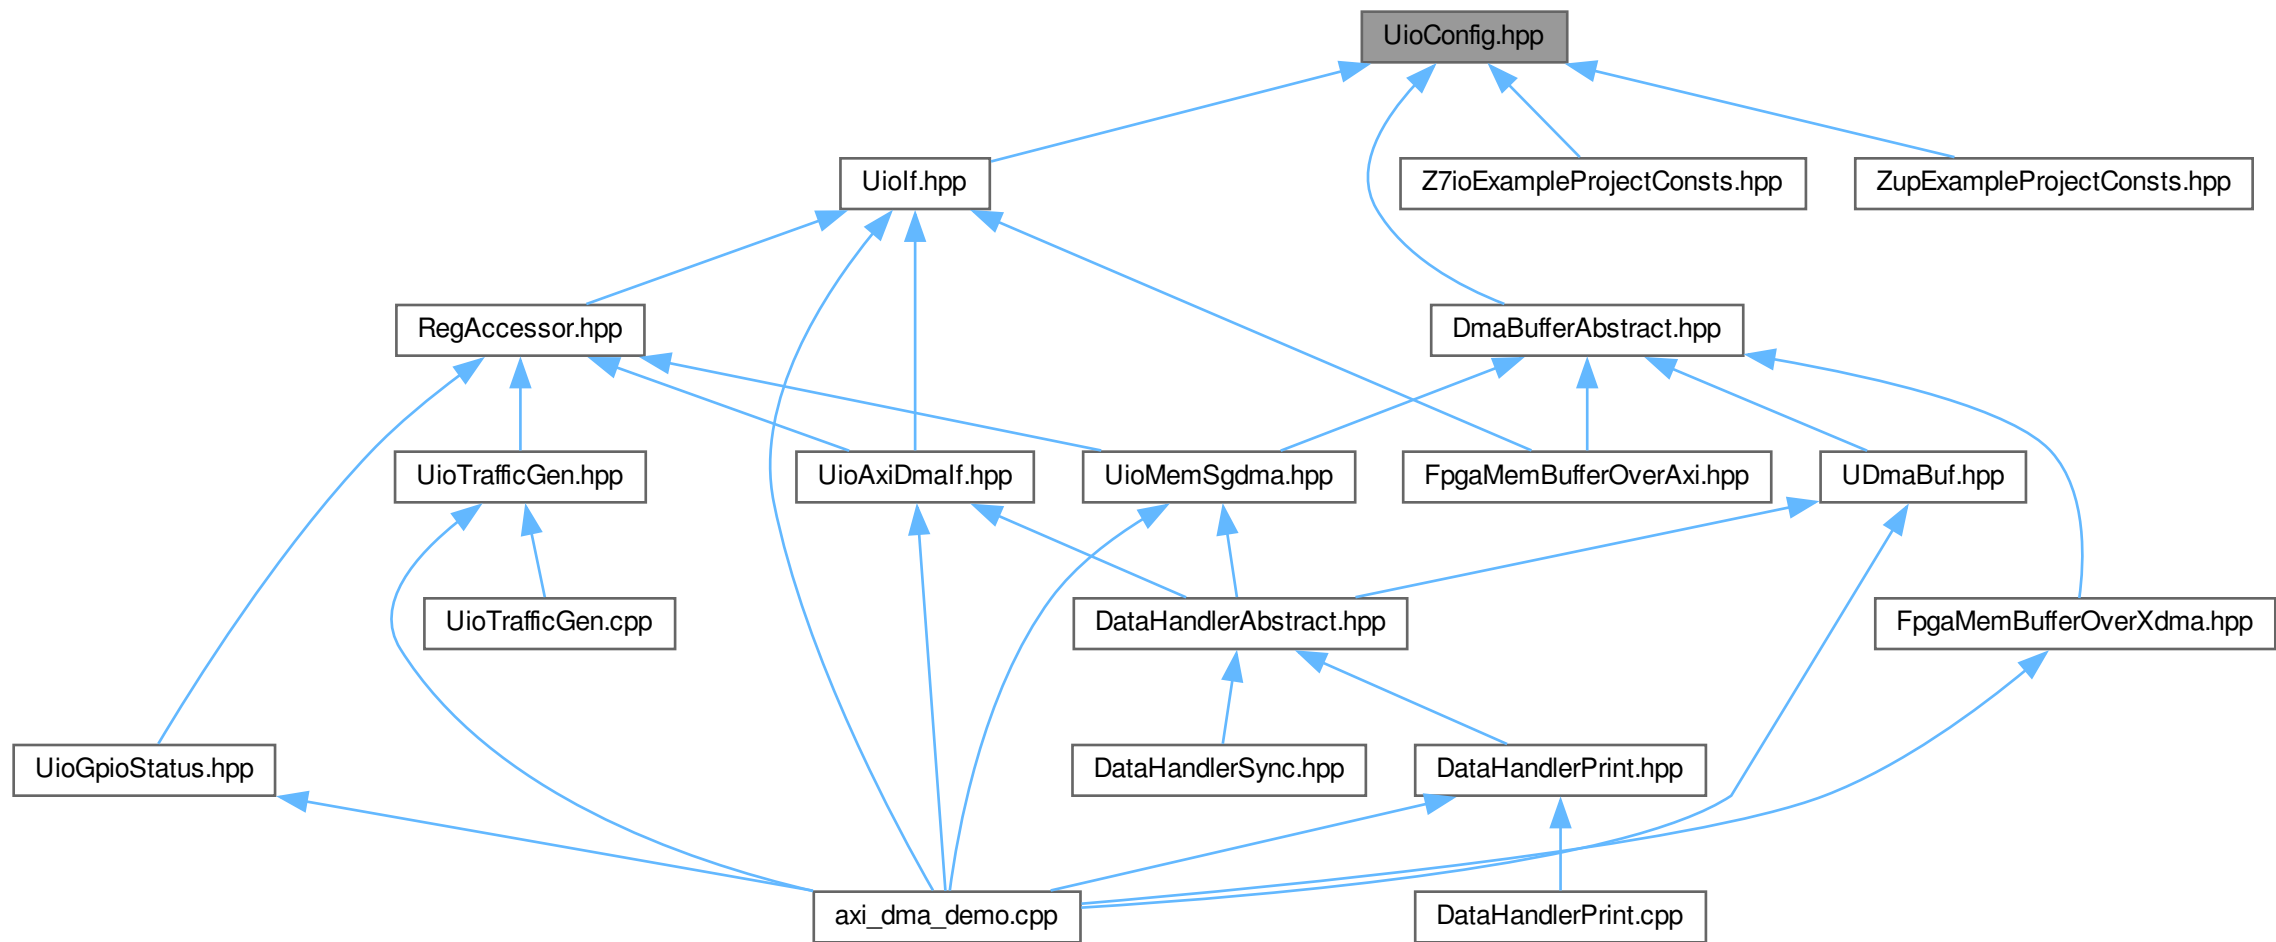 UioConfig.hpp
UioIf.hpp
Z7ioExampleProjectConsts.hpp
ZupExampleProjectConsts.hpp
RegAccessor.hpp
DmaBufferAbstract.hpp
UioTrafficGen.hpp
UioAxiDmaIf.hpp
UioMemSgdma.hpp
FpgaMemBufferOverAxi.hpp
UDmaBuf.hpp
UioTrafficGen.cpp
DataHandlerAbstract.hpp
FpgaMemBufferOverXdma.hpp
UioGpioStatus.hpp
DataHandlerSync.hpp
DataHandlerPrint.hpp
axi_dma_demo.cpp
DataHandlerPrint.cpp